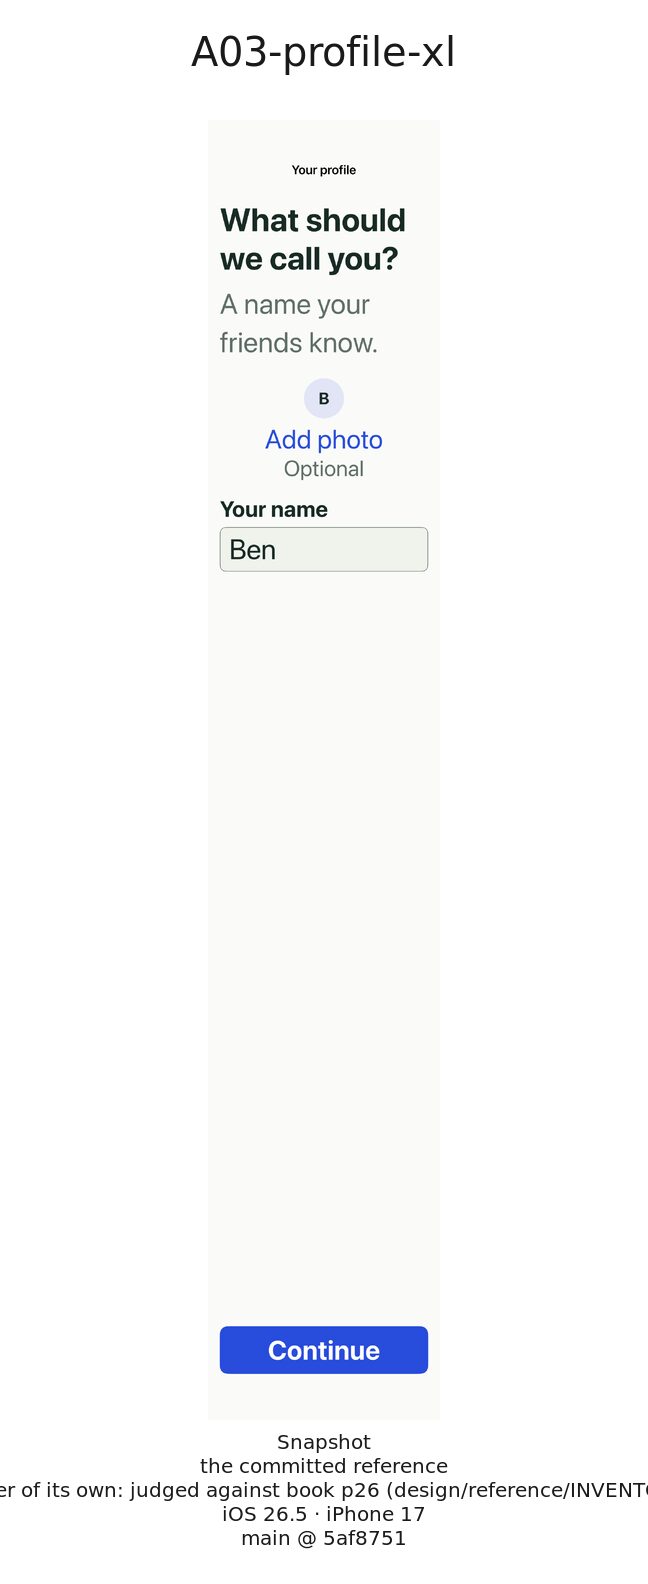 A03-profile-xl
Your profile
What should
we call you?
A name your
friends know.
B
Add photo
Optional
Your name
Ben
Continue
Snapshot
the committed reference
of its own: judged against book p26 (design/reference/
iOS 26.5 · iPhone 17
main @ 5af8751